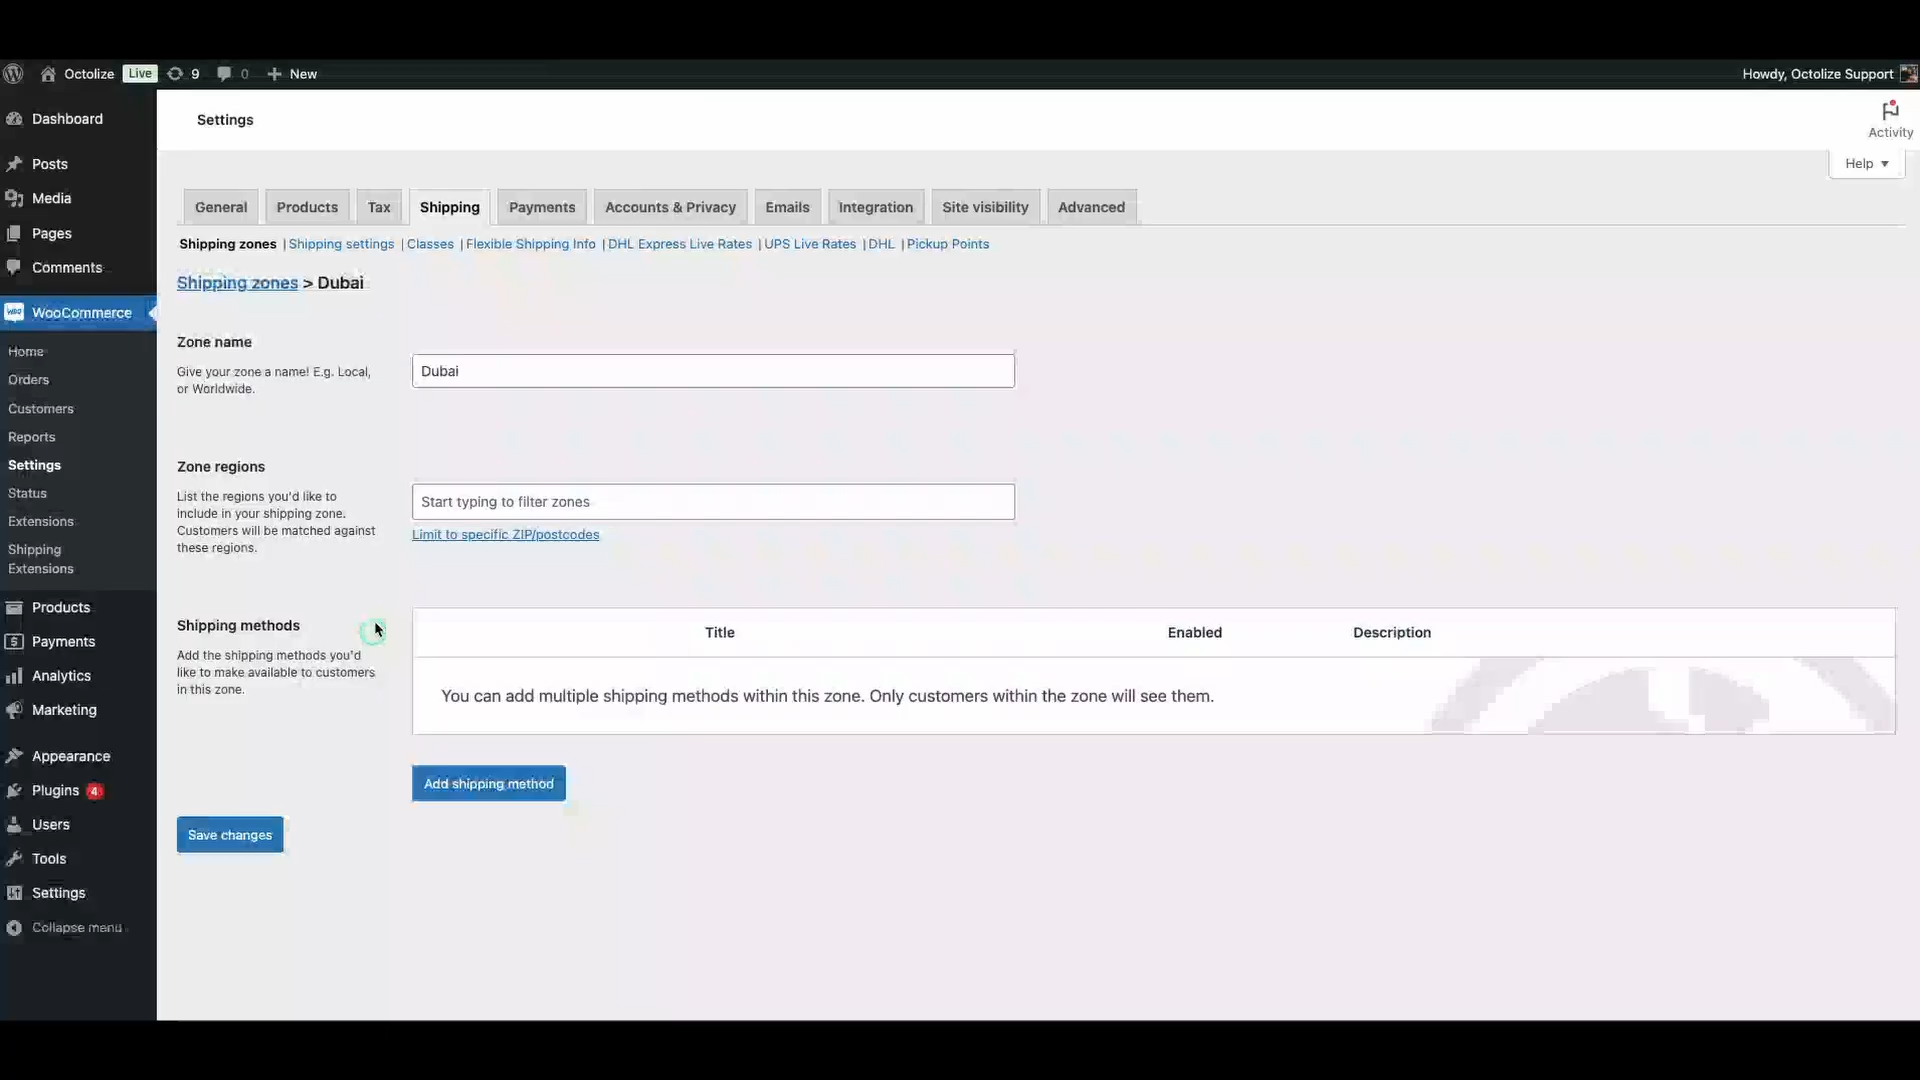 Octolize Live 9 0 New Howdy, Octolize Support
Settings
Activity
Help
Dashboard
Posts
Media
Pages
Comments
WooCommerce
Home
Orders
Customers
Reports
Settings
Status
Extensions
Shipping
Extensions
Products
Payments
Analytics
Marketing
Appearance
Plugins 4
Users
Tools
Settings
Collapse menu
General Products Tax Shipping Payments Accounts & Privacy Emails Integration Site visibility Advanced
Shipping zones | Shipping settings | Classes | Flexible Shipping Info | DHL Express Live Rates | UPS Live Rates | DHL | Pickup Points
Shipping zones > Dubai
Zone name
Give your zone a name! E.g. Local,
or Worldwide.
Dubai
Zone regions
List the regions you'd like to
include in your shipping zone.
Customers will be matched against
these regions.
Start typing to filter zones
Limit to specific ZIP/postcodes
Shipping methods
Add the shipping methods you'd
like to make available to customers
in this zone.
Title Enabled Description
You can add multiple shipping methods within this zone. Only customers within the zone will see them.
Add shipping method
Save changes